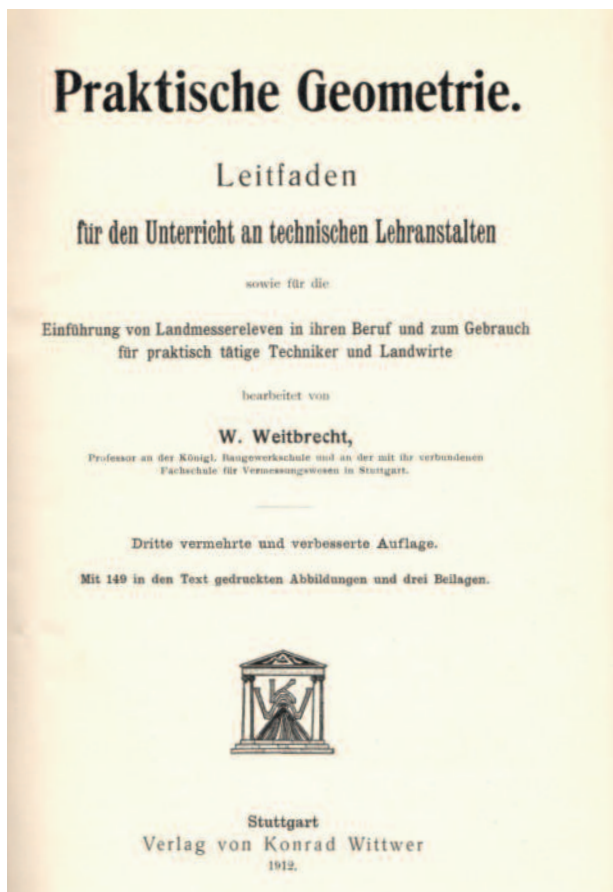 Praktische Geometrie.
Leitfaden
für den Unterricht an technischen Lehranstalten
sowie für die
Einführung von Landmessereleven in ihren Beruf und zum Gebrauch
für praktisch tätige Techniker und Landwirte
bearbeitet von
W. Weitbrecht,
Professor an der Königl. Baugewerkschule und an der mit ihr verbundenen
Fachschule für Vermessungswesen in Stuttgart.
Dritte vermehrte und verbesserte Auflage.
Mit 149 in den Text gedruckten Abbildungen und drei Beilagen.
Stuttgart
Verlag von Konrad Wittwer
1912.